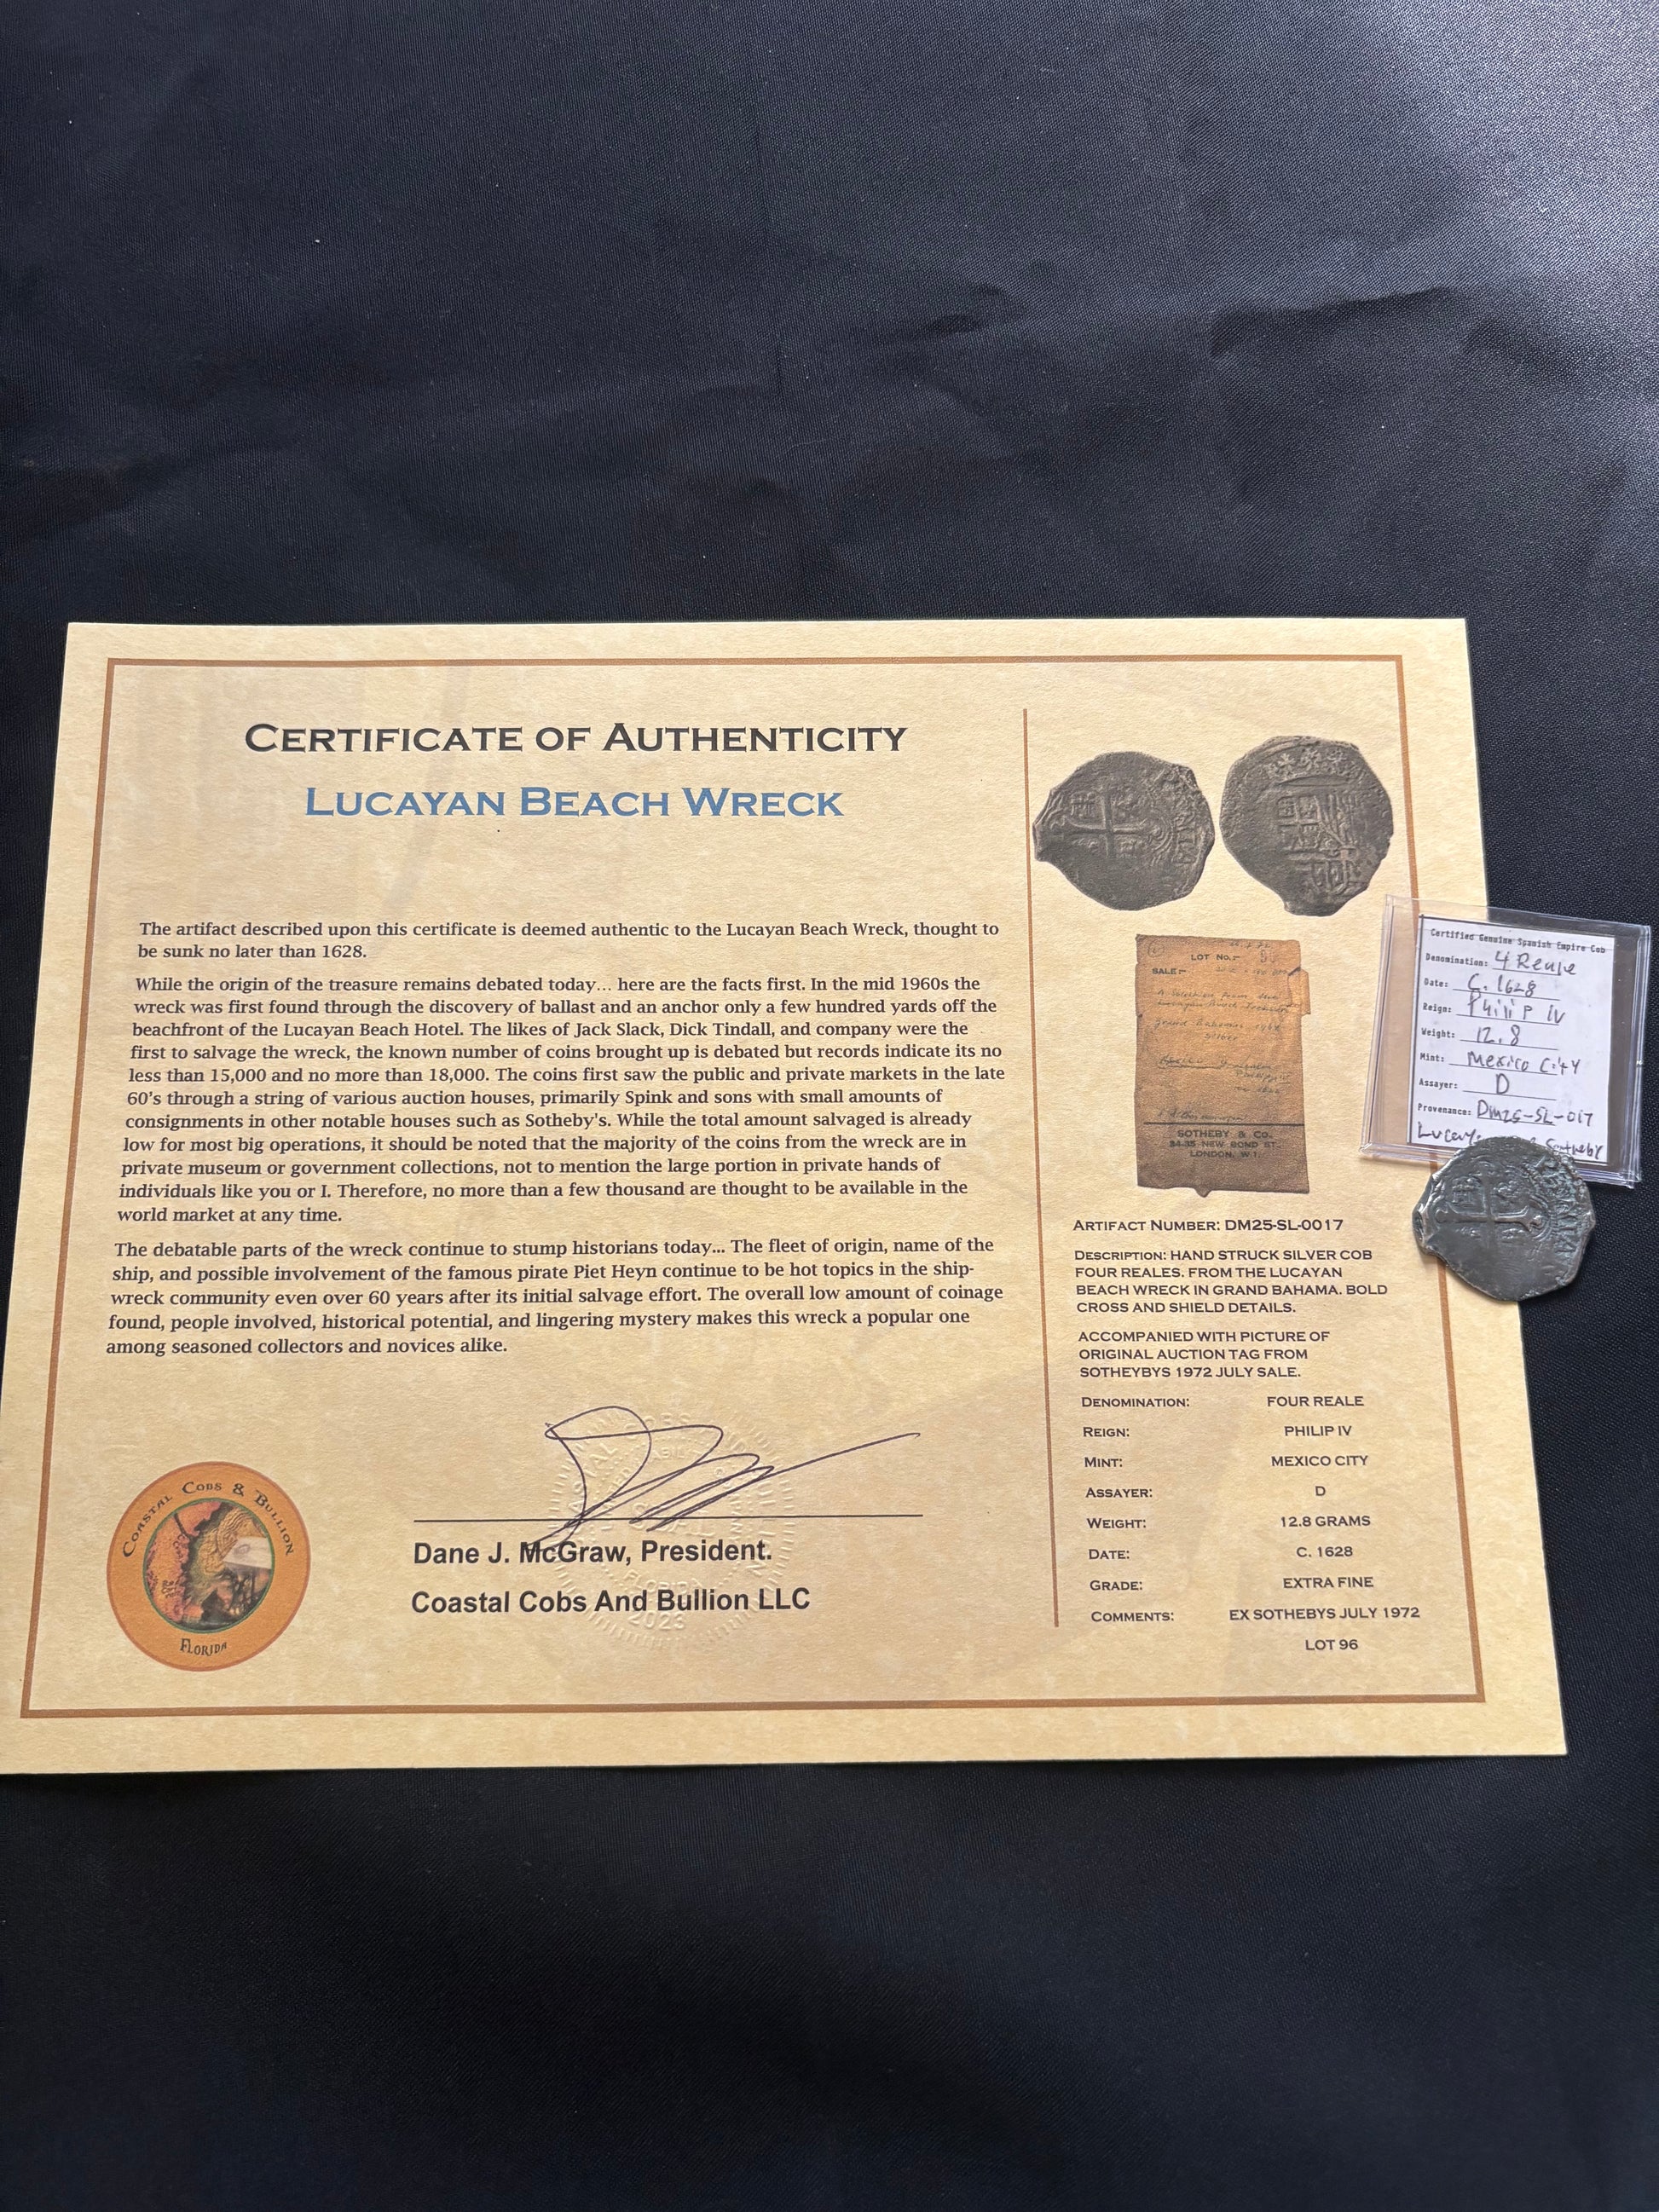 CERTIFICATE OF AUTHENTICITY
LUCAYAN BEACH WRECK
The artifact described upon this certificate is deemed authentic to the Lucayan Beach Wreck, thought to
be sunk no later than 1628.
While the origin of the treasure remains debated today... here are the facts first. In the mid 1960s the
wreck was first found through the discovery of ballast and an anchor only a few hundred yards off the
beachfront of the Lucayan Beach Hotel. The likes of Jack Slack, Dick Tindall, and company were the
first to salvage the wreck, the known number of coins brought up is debated but records indicate its no
less than 15,000 and no more than 18,000. The coins first saw the public and private markets in the late
60's through a string of various auction houses, primarily Spink and sons with small amounts of
consignments in other notable houses such as Sotheby's. While the total amount salvaged is already
low for most big operations, it should be noted that the majority of the coins from the wreck are in
private museum or government collections, not to mention the large portion in private hands of
individuals like you or I. Therefore, no more than a few thousand are thought to be available in the
world market at any time.
The debatable parts of the wreck continue to stump historians today... The fleet of origin, name of the
ship, and possible involvement of the famous pirate Piet Heyn continue to be hot topics in the ship-
wreck community even over 60 years after its initial salvage effort. The overall low amount of coinage
found, people involved, historical potential, and lingering mystery makes this wreck a popular one
among seasoned collectors and novices alike.
COASTAL COBS & BULLION
FLORIDA
Dane J. McGraw, President.
Coastal Cobs And Bullion LLC
2023
LOT No.:-
SALE:-
Grand Bahamas
SOTHEBY & CO.
34-35 NEW BOND ST.
LONDON, W.1.
ARTIFACT NUMBER: DM25-SL-0017
DESCRIPTION: HAND STRUCK SILVER COB
FOUR REALES. FROM THE LUCAYAN
BEACH WRECK IN GRAND BAHAMA. BOLD
CROSS AND SHIELD DETAILS.
ACCOMPANIED WITH PICTURE OF
ORIGINAL AUCTION TAG FROM
SOTHEYBYS 1972 JULY SALE.
DENOMINATION: FOUR REALE
REIGN: PHILIP IV
MINT: MEXICO CITY
ASSAYER: D
WEIGHT: 12.8 GRAMS
DATE: C. 1628
GRADE: EXTRA FINE
COMMENTS: EX SOTHEBYS JULY 1972
LOT 96
Certified Genuine Spanish Empire Cob
Denomination: 4 Reale
Date: C. 1628
Reign: Philip IV
Weight: 12.8
Mint: Mexico City
Assayer: D
Provenance: DM25-SL-017